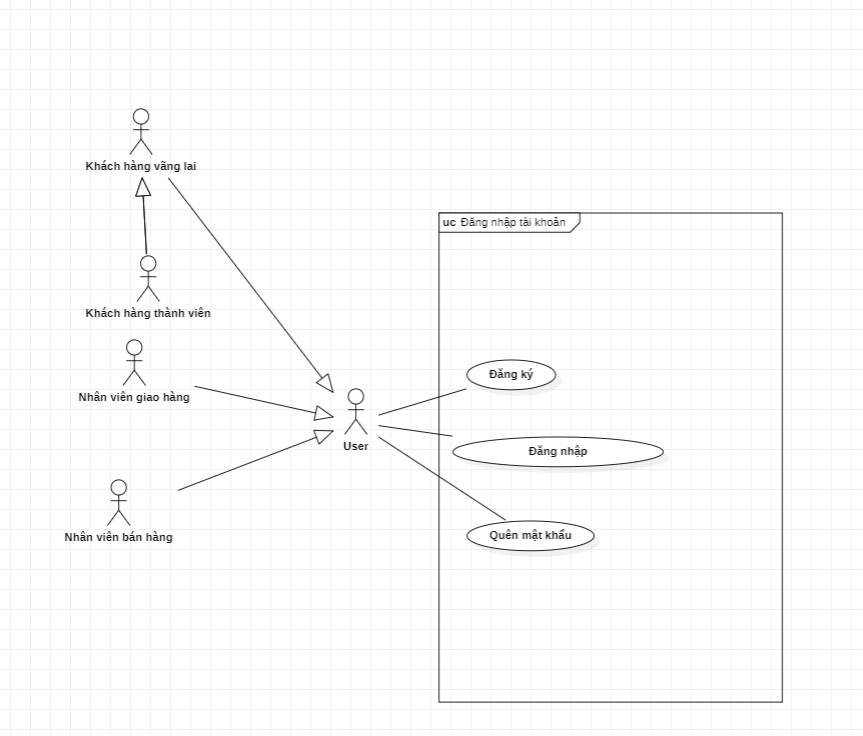 Khách hàng vãng lai
uc Đăng nhập tài khoản
Khách hàng thành viên
Nhân viên giao hàng
Đăng ký
User
Đăng nhập
Nhân viên bán hàng
Quên mật khẩu